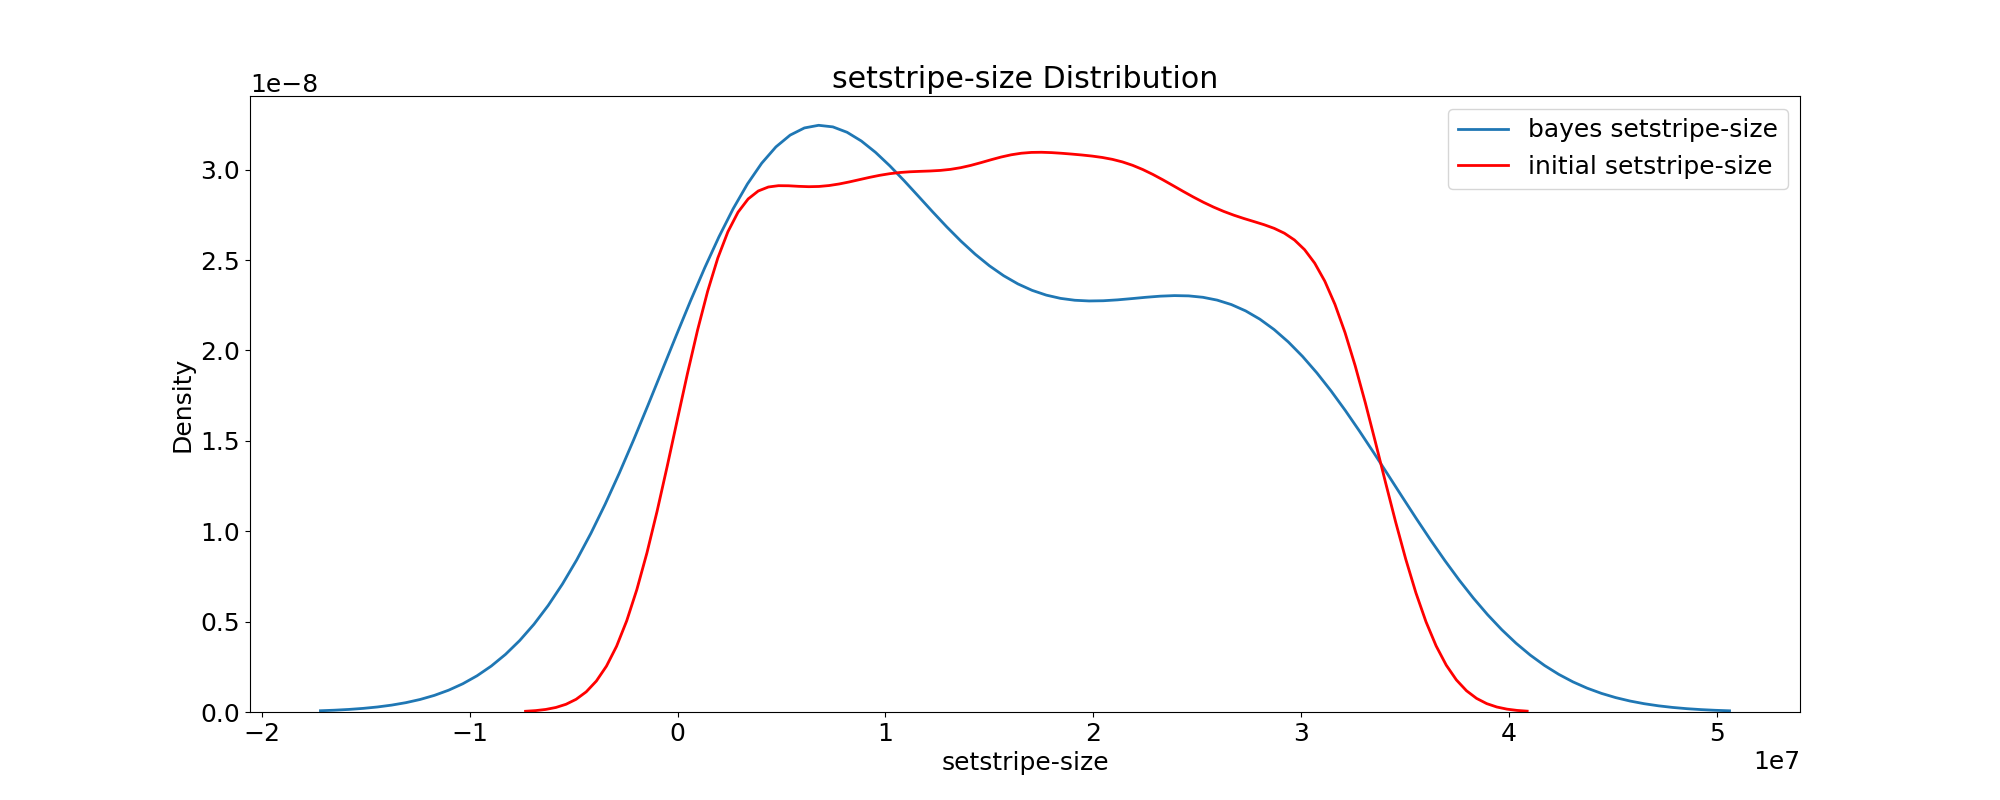 setstripe-size Distribution
1e−8
bayes setstripe-size
initial setstripe-size
3.0
2.5
2.0
1.5
1.0
0.5
0.0
Density
−2 −1 0 1 2 3 4 5
setstripe-size
1e7